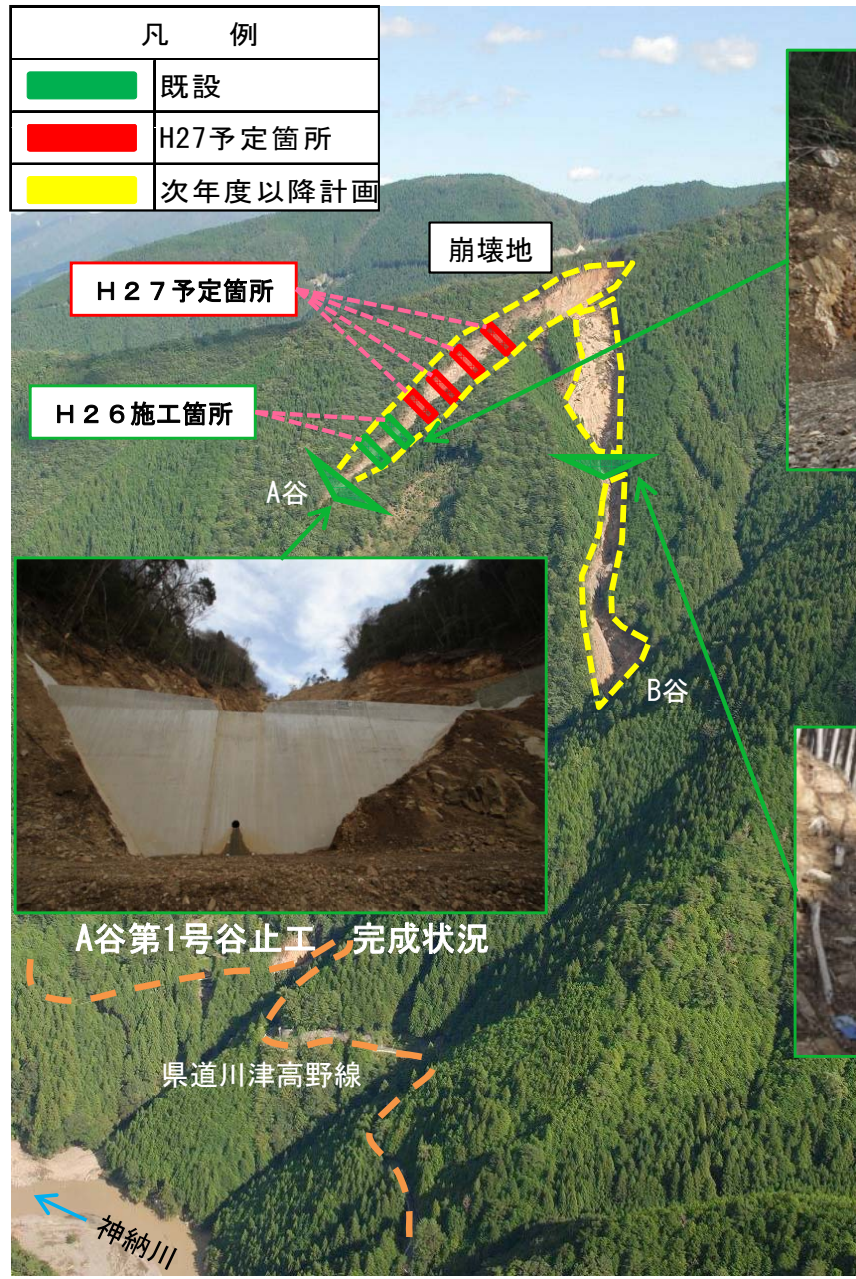 凡　例
既設
H27予定箇所
次年度以降計画
崩壊地
Ｈ２７予定箇所
Ｈ２６施工箇所
A谷
B谷
A谷第1号谷止工　完成状況
県道川津高野線
神納川